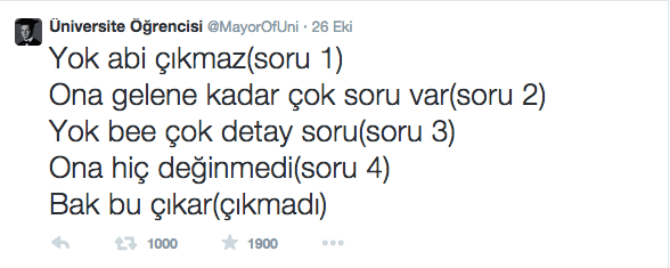 Üniversite Öğrencisi @MayorOfUni · 26 Eki
Yok abi çıkmaz(soru 1)
Ona gelene kadar çok soru var(soru 2)
Yok bee çok detay soru(soru 3)
Ona hiç değinmedi(soru 4)
Bak bu çıkar(çıkmadı)
1000 1900